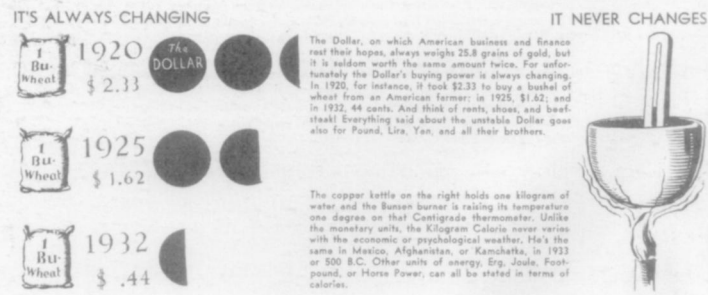 IT'S ALWAYS CHANGING
IT NEVER CHANGES
1
Bu-
Wheat
1920
$ 2.33
The
DOLLAR
The Dollar, on which American business and finance
rest their hopes, always weighs 25.8 grains of gold, but
it is seldom worth the same amount twice. For unfor-
tunately the Dollar's buying power is always changing.
In 1920, for instance, it took $2.33 to buy a bushel of
wheat from an American farmer; in 1925, $1.62; and
in 1932, 44 cents. And think of rents, shoes, and beef-
steak! Everything said about the unstable Dollar goes
also for Pound, Lira, Yen, and all their brothers.
1
Bu-
Wheat
1925
$ 1.62
1
Bu-
Wheat
1932
$ .44
The copper kettle on the right holds one kilogram of
water and the Bunsen burner is raising its temperature
one degree on that Centigrade thermometer. Unlike
the monetary units, the Kilogram Calorie never varies
with the economic or psychological weather. He's the
same in Mexico, Afghanistan, or Kamchatka, in 1933
or 500 B.C. Other units of energy, Erg, Joule, Foot-
pound, or Horse Power, can all be stated in terms of
calories.